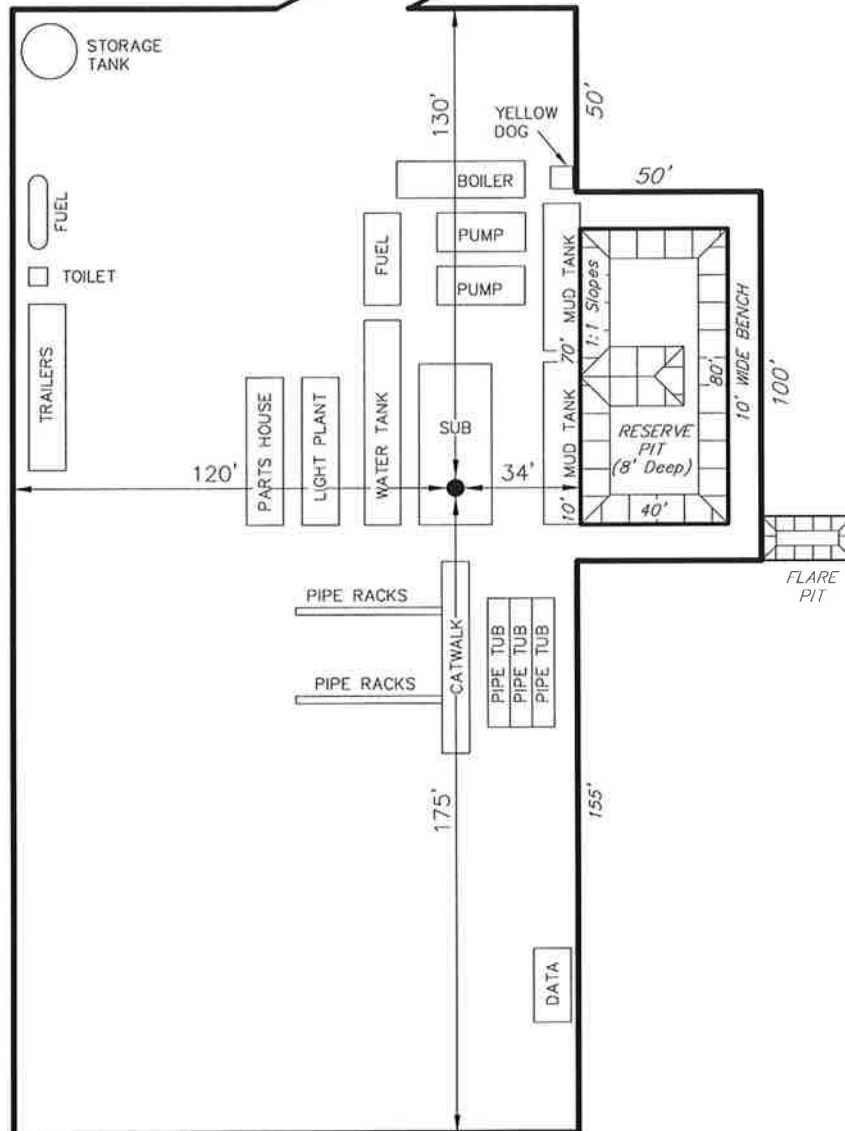 STORAGE
TANK
130'
50'
YELLOW
DOG
50'
BOILER
FUEL
FUEL
PUMP
TOILET
PUMP
MUD TANK
1:1 Slopes
70'
TRAILERS
PARTS HOUSE
LIGHT PLANT
WATER TANK
SUB
MUD TANK
80'
10' WIDE BENCH
100'
RESERVE
PIT
(8' Deep)
120'
34'
10'
40'
FLARE
PIT
PIPE RACKS
CATWALK
PIPE TUB
PIPE TUB
PIPE TUB
PIPE RACKS
175'
155'
DATA